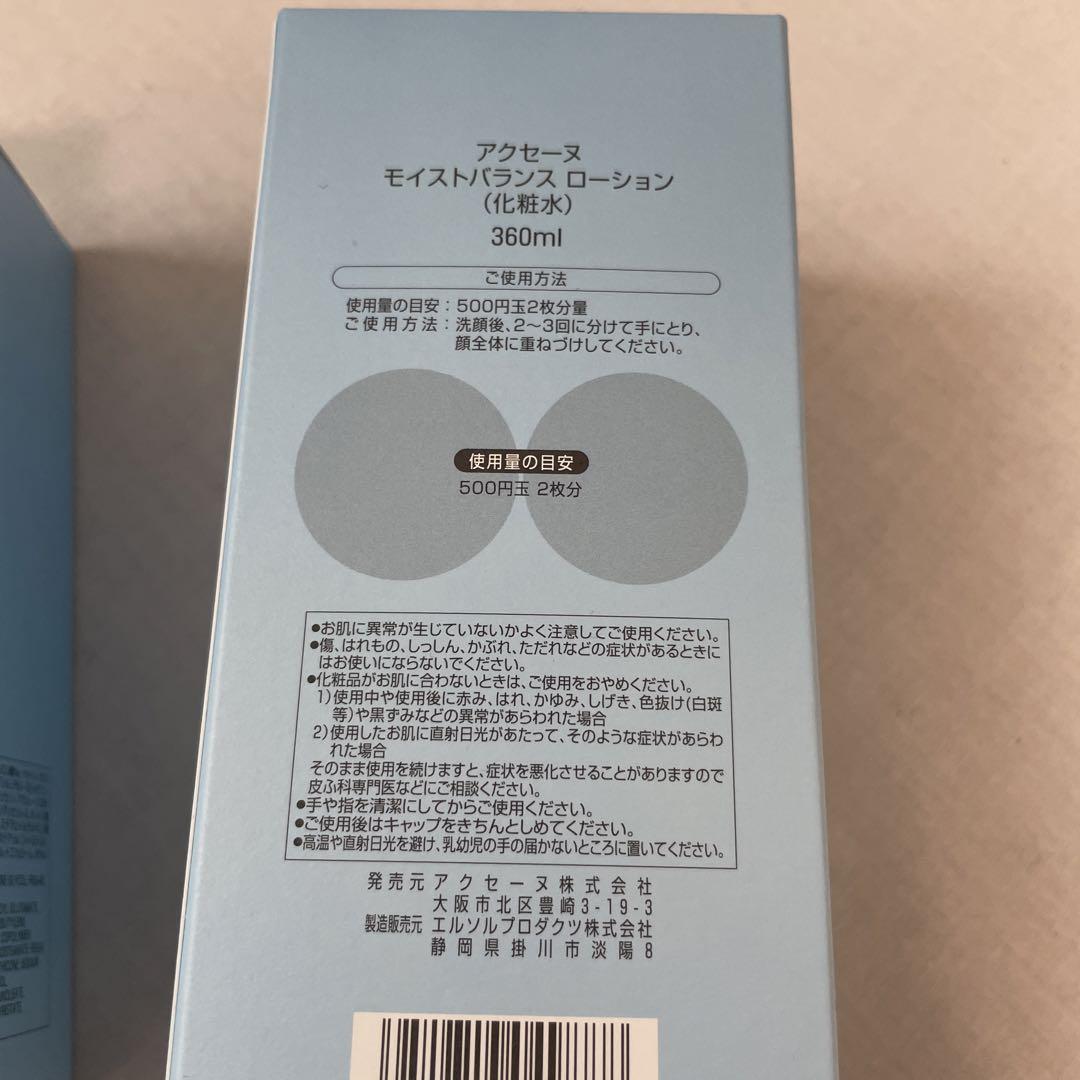 アクセーヌ
モイストバランス ローション
(化粧水)
360ml
ご使用方法
使用量の目安：500円玉2枚分量
ご使用方法：洗顔後、2〜3回に分けて手にとり、
顔全体に重ねづけしてください。
使用量の目安
500円玉 2枚分
●お肌に異常が生じていないかよく注意してご使用ください。
●傷、はれもの、しっしん、かぶれ、ただれなどの症状があるときに
はお使いにならないでください。
●化粧品がお肌に合わないときは、ご使用をおやめください。
1)使用中や使用後に赤み、はれ、かゆみ、しげき、色抜け(白斑
等)や黒ずみなどの異常があらわれた場合
2)使用したお肌に直射日光があたって、そのような症状があらわ
れた場合
そのまま使用を続けますと、症状を悪化させることがありますので
皮ふ科専門医などにご相談ください。
●手や指を清潔にしてからご使用ください。
●ご使用後はキャップをきちんとしめてください。
●高温や直射日光を避け、乳幼児の手の届かないところに置いてください。
発売元 アクセーヌ株式会社
大阪市北区豊崎3-19-3
製造販売元 エルソルプロダクツ株式会社
静岡県掛川市淡陽8